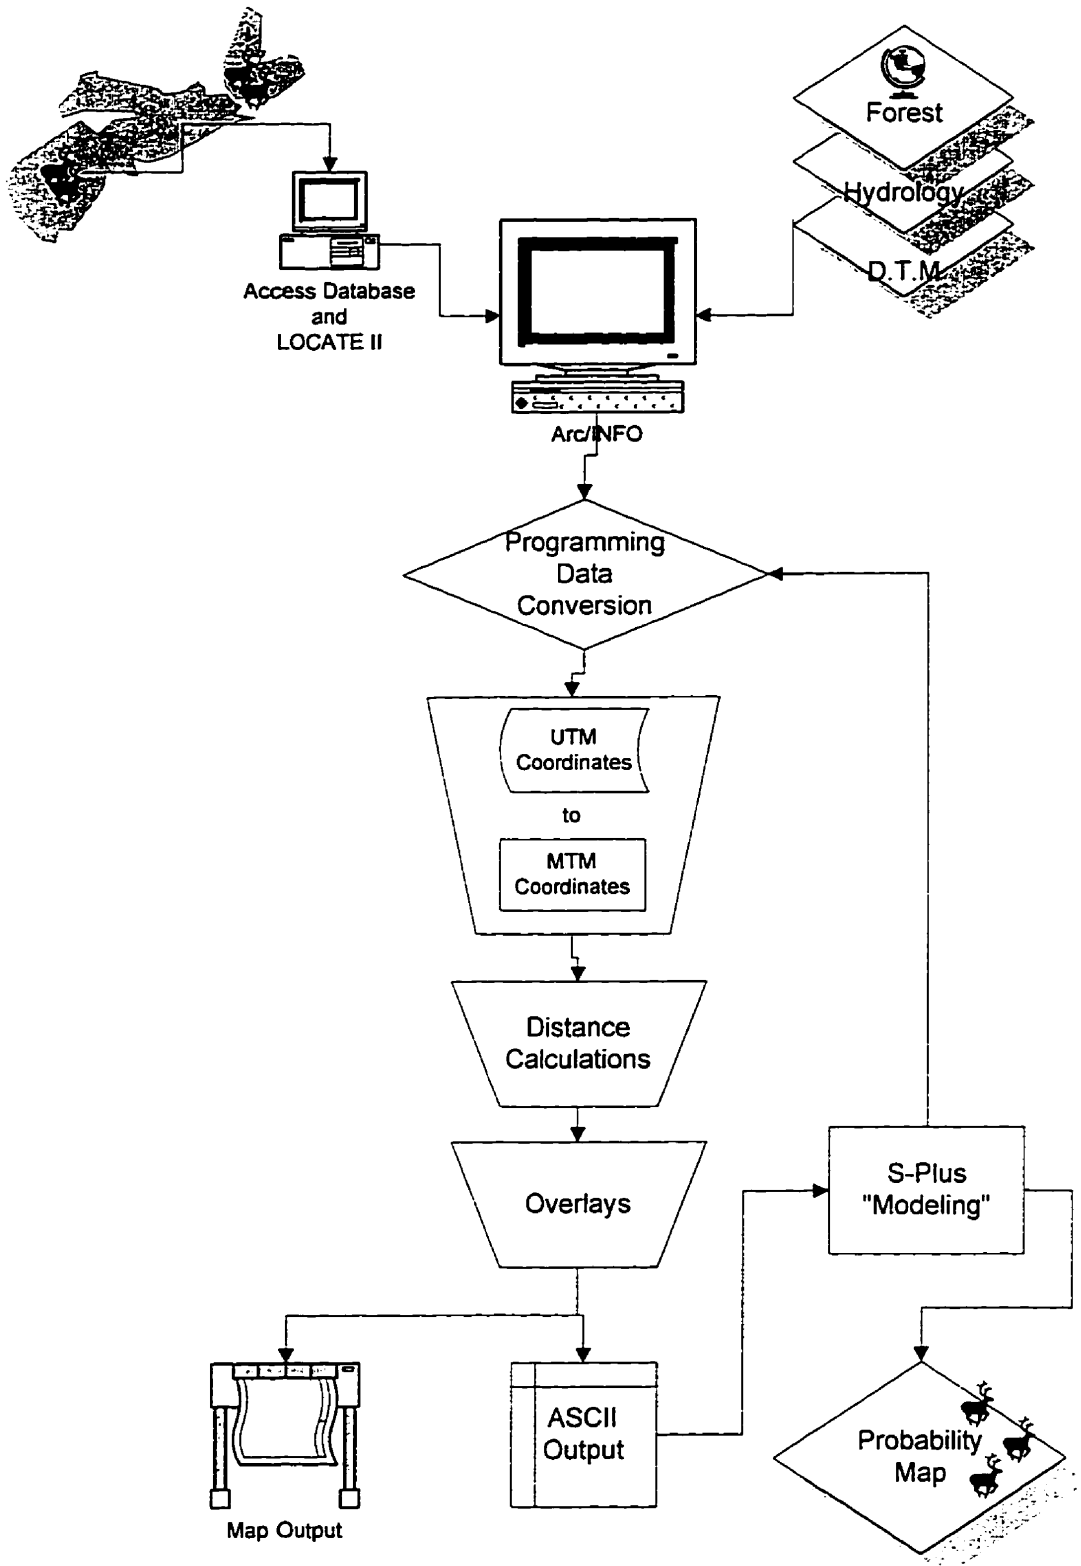 Forest
Hydrology
D.T.M.
Access Database
and
LOCATE II
Arc/INFO
Programming
Data
Conversion
UTM
Coordinates
to
MTM
Coordinates
Distance
Calculations
Overlays
S-Plus
"Modeling"
ASCII
Output
Probability
Map
Map Output